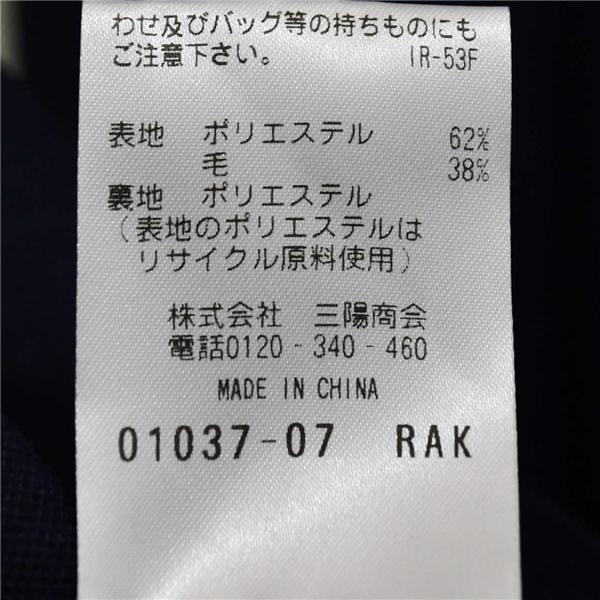 わせ及びバッグ等の持ちものにも
ご注意下さい。 IR-53F
表地 ポリエステル 62%
毛 38%
裏地 ポリエステル
(表地のポリエステルは
リサイクル原料使用)
株式会社 三陽商会
電話0120-340-460
MADE IN CHINA
01037-07 RAK